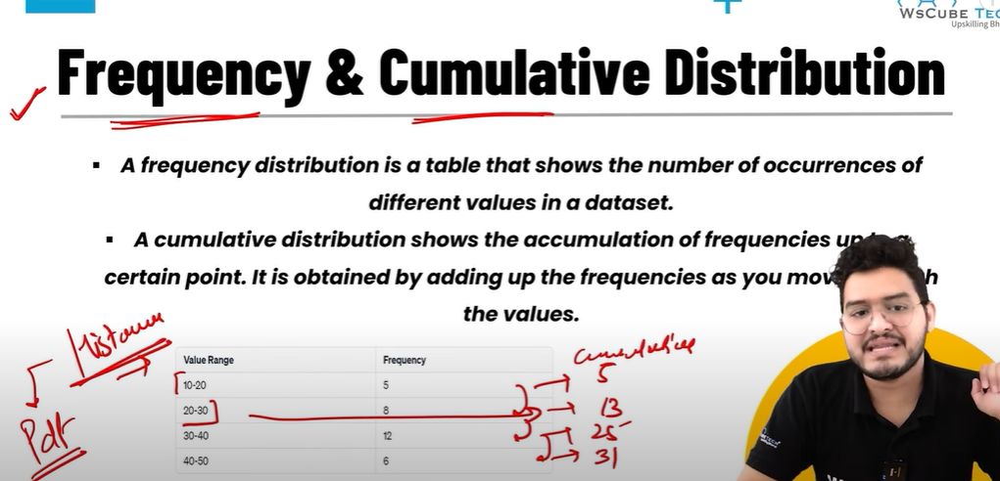 WSCUBE TEC
Upskilling Bh
Frequency & Cumulative Distribution
▪ A frequency distribution is a table that shows the number of occurrences of
different values in a dataset.
▪ A cumulative distribution shows the accumulation of frequencies up to a
certain point. It is obtained by adding up the frequencies as you mov h
the values.
Value Range Frequency cumulative
10-20 5 5
20-30 8 13
30-40 12 25
40-50 6 31
Pdf